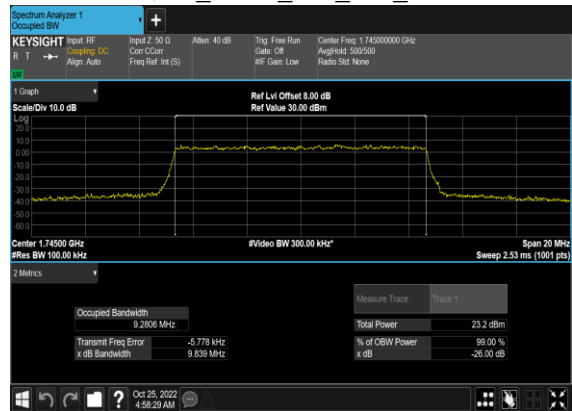 Spectrum Analyzer 1
Occupied BW
+
KEYSIGHT
R T
LW
Input: RF
Coupling: DC
Align: Auto
Input Z: 50 Ω
Corr CCorr
Freq Ref: Int (S)
Atten: 40 dB
Trig: Free Run
Gate: Off
#IF Gain: Low
Center Freq: 1.745000000 GHz
Avg|Hold: 500/500
Radio Std: None
1 Graph
Scale/Div 10.0 dB
Ref Lvl Offset 8.00 dB
Ref Value 30.00 dBm
Log
20.0
10.0
0.00
-10.0
-20.0
-30.0
-40.0
-50.0
-60.0
Center 1.74500 GHz
#Res BW 100.00 kHz
#Video BW 300.00 kHz*
Span 20 MHz
Sweep 2.53 ms (1001 pts)
2 Metrics
Measure Trace Trace 1
Occupied Bandwidth
9.2806 MHz
Total Power 23.2 dBm
Transmit Freq Error -5.778 kHz
x dB Bandwidth 9.839 MHz
% of OBW Power 99.00 %
x dB -26.00 dB
?
Oct 25, 2022
4:58:29 AM